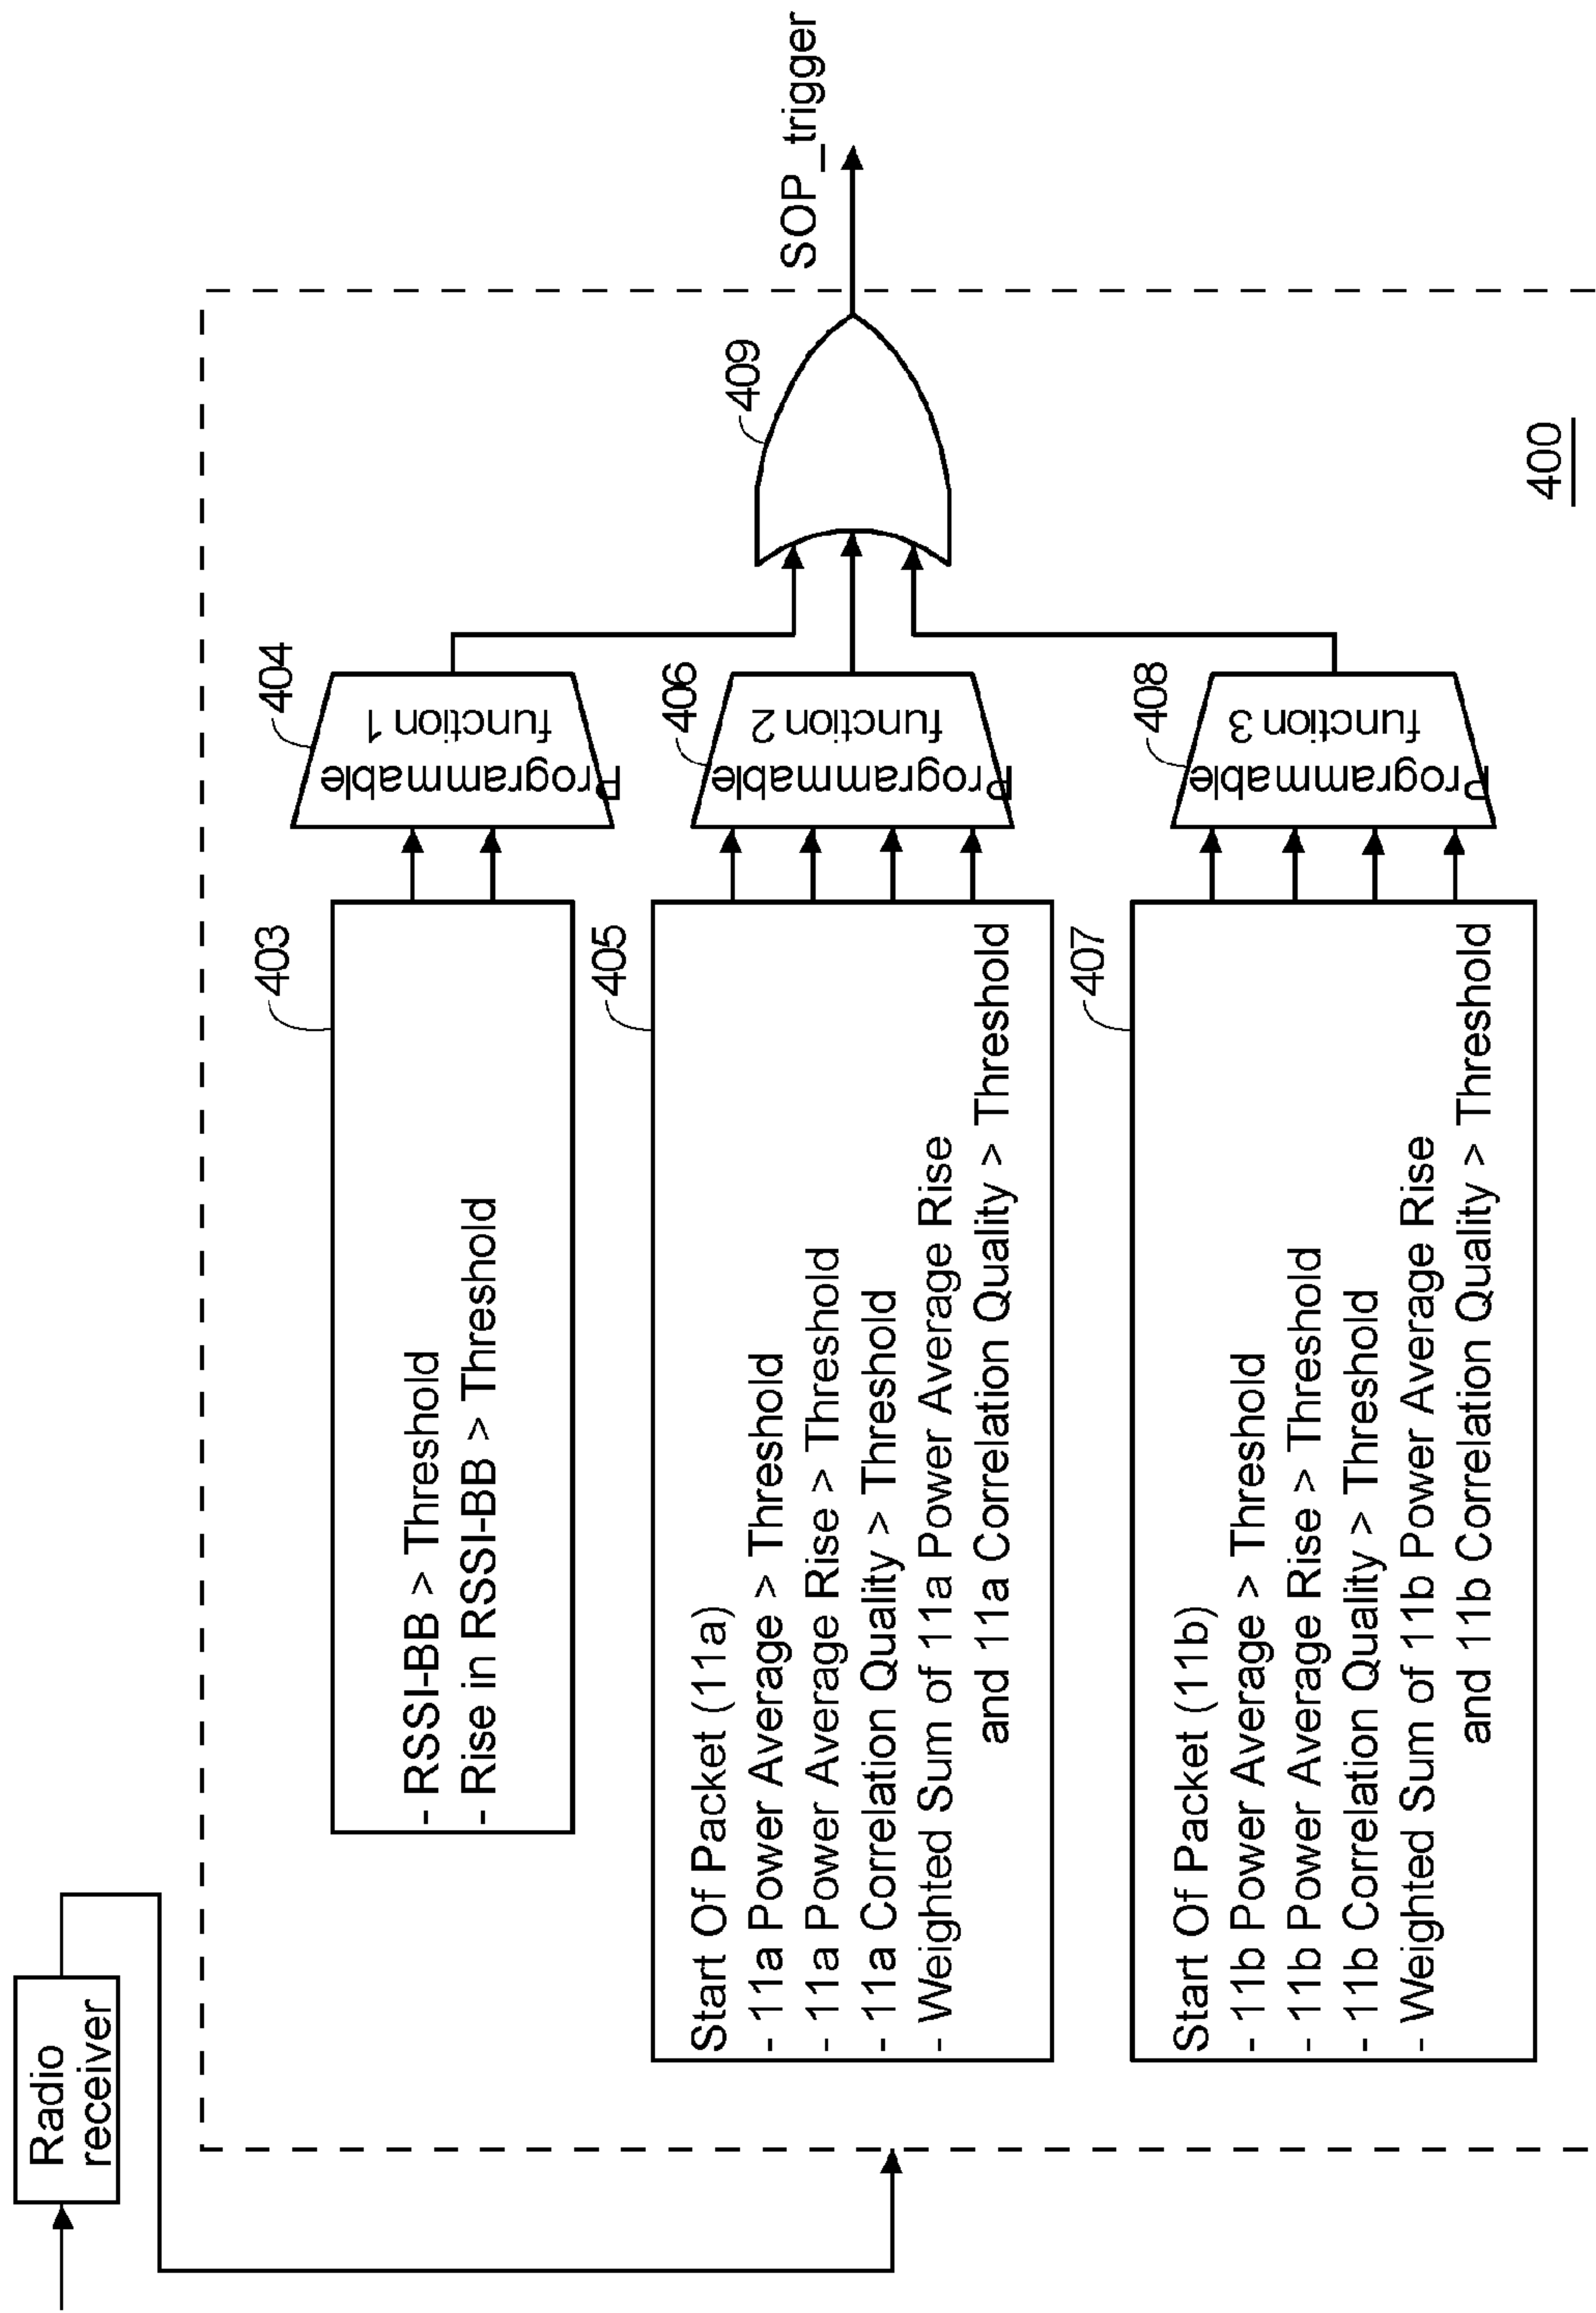 Radio
receiver
403
- RSSI-BB > Threshold
- Rise in RSSI-BB > Threshold
404
Programmable
function 1
405
Start Of Packet (11a)
- 11a Power Average > Threshold
- 11a Power Average Rise > Threshold
- 11a Correlation Quality > Threshold
- Weighted Sum of 11a Power Average Rise
and 11a Correlation Quality > Threshold
406
Programmable
function 2
407
Start Of Packet (11b)
- 11b Power Average > Threshold
- 11b Power Average Rise > Threshold
- 11b Correlation Quality > Threshold
- Weighted Sum of 11b Power Average Rise
and 11b Correlation Quality > Threshold
408
Programmable
function 3
409
SOP_trigger
400